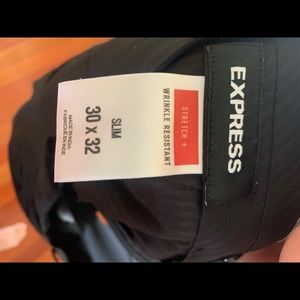 EXPRESS
STRETCH +
WRINKLE RESISTANT
SLIM
30 X 32
MADE IN INDIA
FABRIQUÉ EN INDE